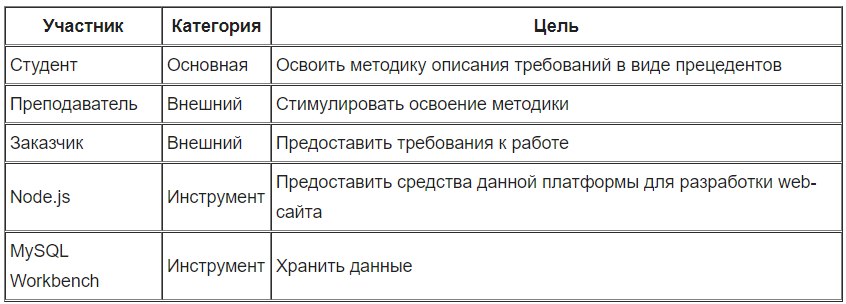 Участник Категория Цель
Студент Основная Освоить методику описания требований в виде прецедентов
Преподаватель Внешний Стимулировать освоение методики
Заказчик Внешний Предоставить требования к работе
Node.js Инструмент Предоставить средства данной платформы для разработки web-
сайта
MySQL
Workbench Инструмент Хранить данные